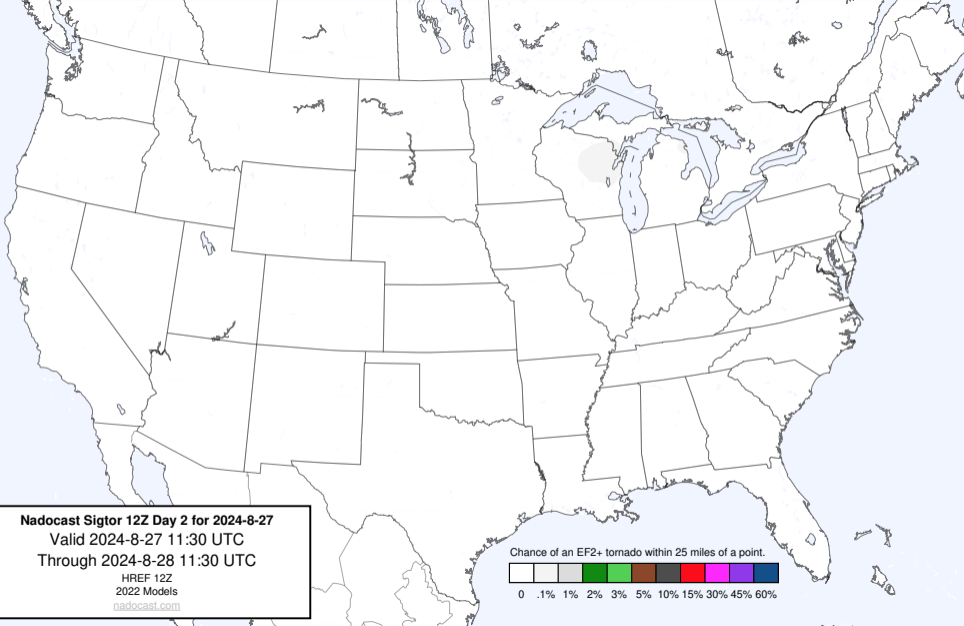 Nadocast Sigtor 12Z Day 2 for 2024-8-27
Valid 2024-8-27 11:30 UTC
Through 2024-8-28 11:30 UTC
HREF 12Z
2022 Models
nadocast.com
Chance of an EF2+ tornado within 25 miles of a point.
0 .1% 1% 2% 3% 5% 10% 15% 30% 45% 60%